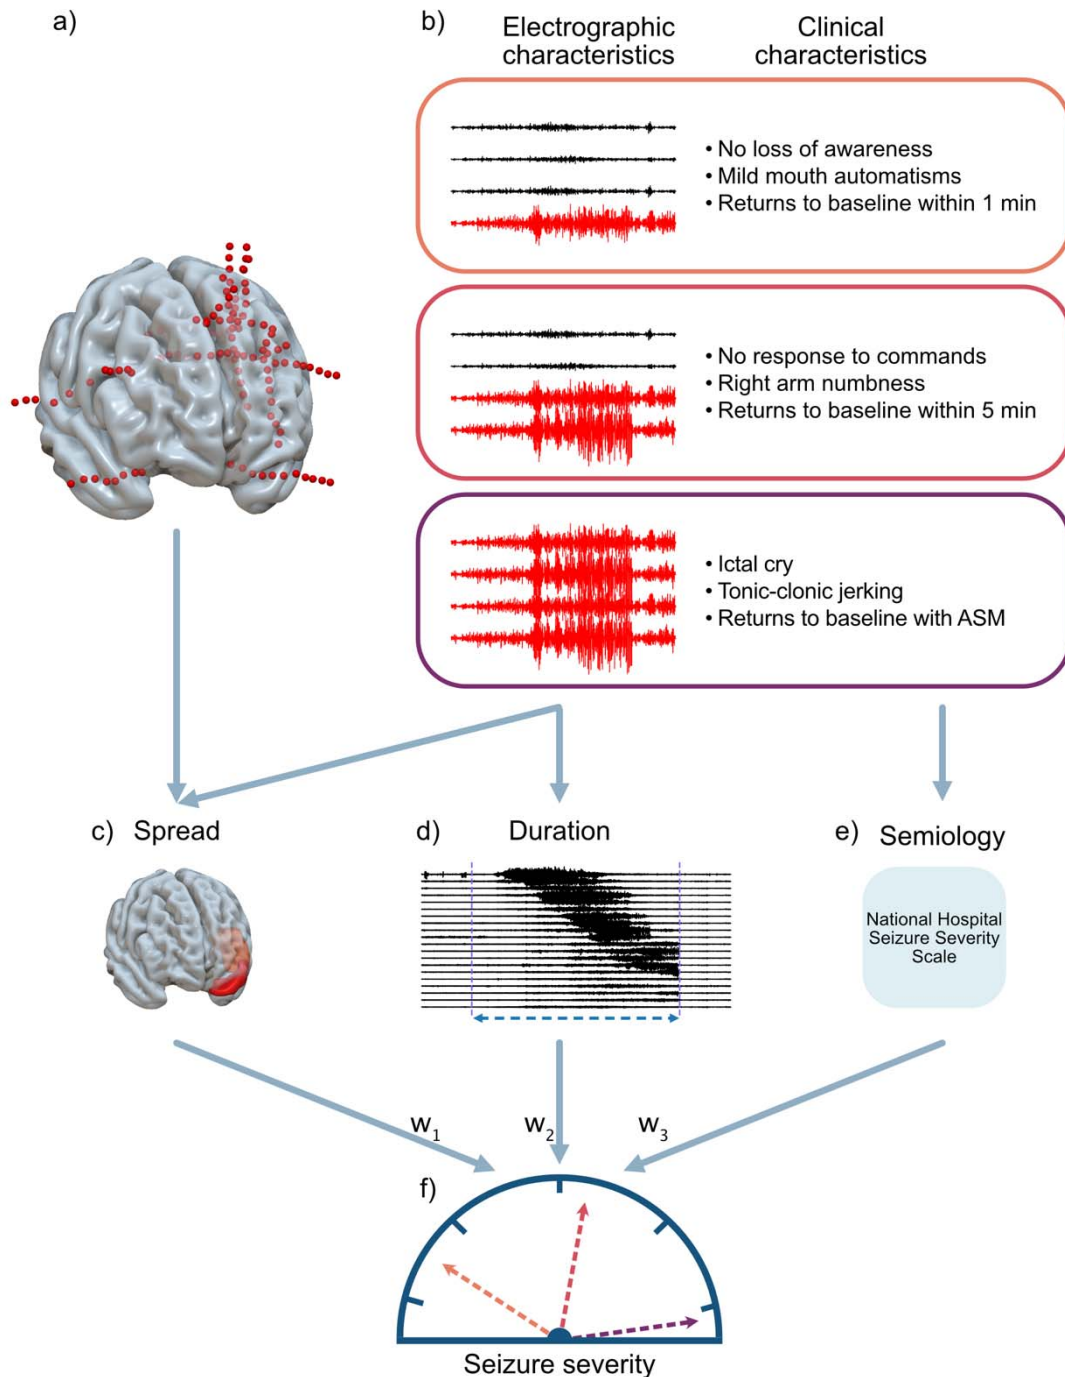 a)
b)
Electrographic
characteristics
Clinical
characteristics
• No loss of awareness
• Mild mouth automatisms
• Returns to baseline within 1 min
• No response to commands
• Right arm numbness
• Returns to baseline within 5 min
• Ictal cry
• Tonic-clonic jerking
• Returns to baseline with ASM
c) Spread
d) Duration
e) Semiology
National Hospital
Seizure Severity
Scale
w1
w2
w3
f)
Seizure severity